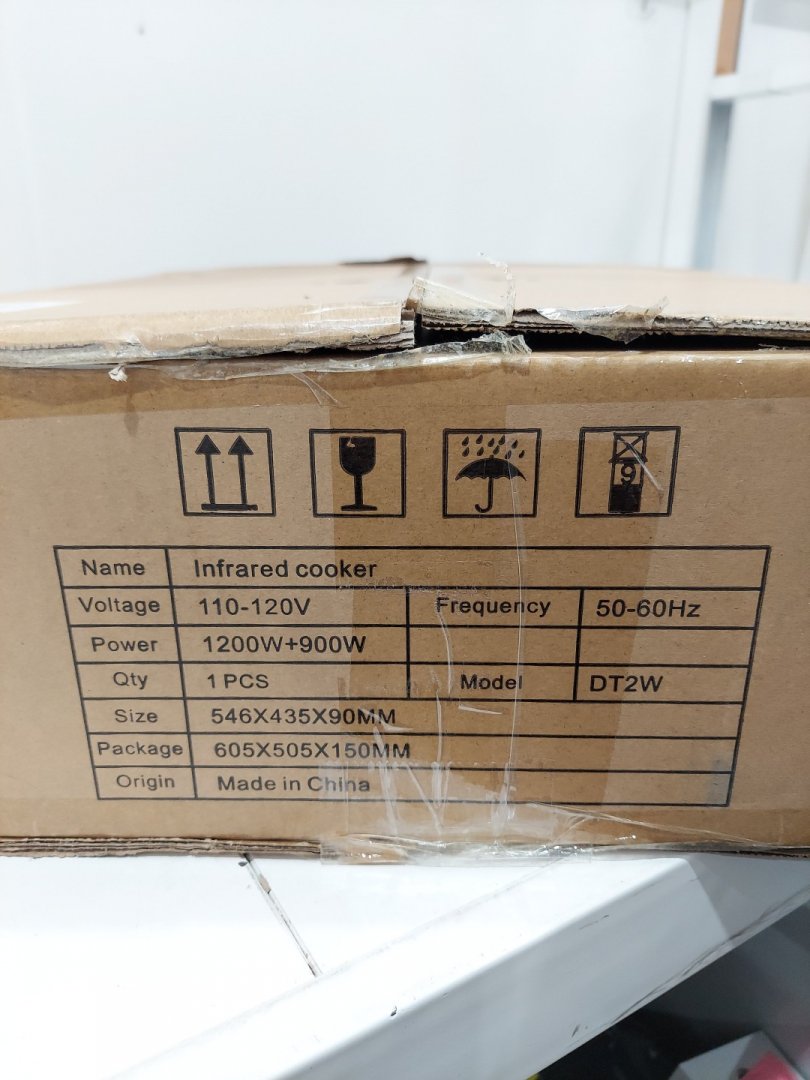 9
Name Infrared cooker
Voltage 110-120V Frequency 50-60Hz
Power 1200W+900W
Qty 1 PCS Model DT2W
Size 546X435X90MM
Package 605X505X150MM
Origin Made in China